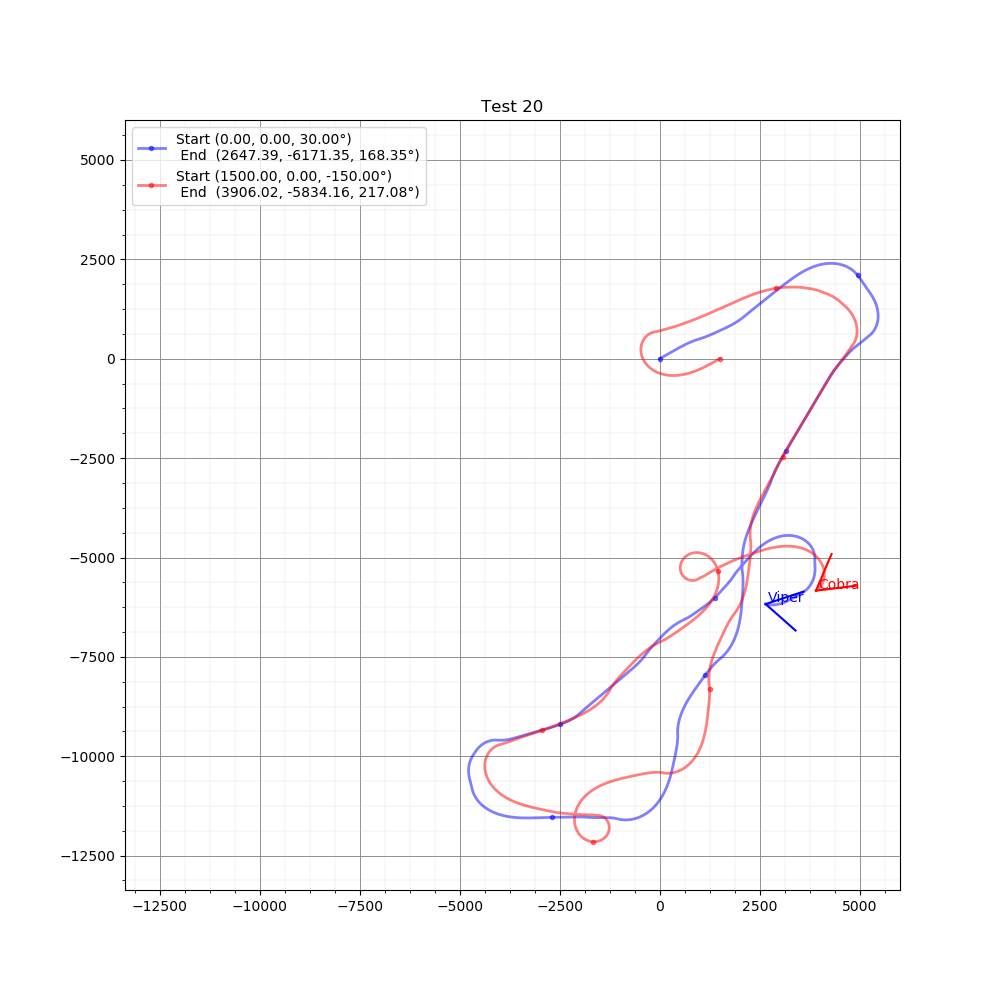 Test 20
Start (0.00, 0.00, 30.00°)
End (2647.39, -6171.35, 168.35°)
Start (1500.00, 0.00, -150.00°)
End (3906.02, -5834.16, 217.08°)
5000
2500
0
−2500
−5000
−7500
−10000
−12500
Cobra
Viper
−12500 −10000 −7500 −5000 −2500 0 2500 5000